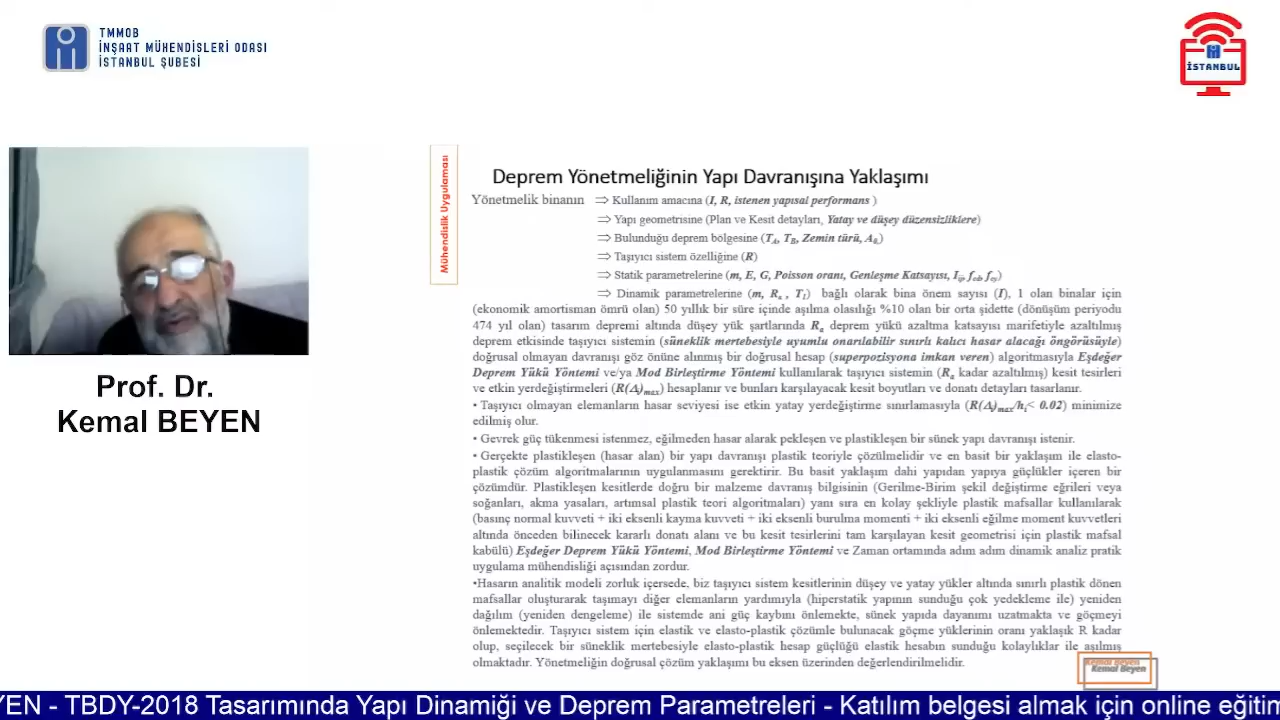 TMMOB
İNŞAAT MÜHENDİSLERİ ODASI
İSTANBUL ŞUBESİ
İSTANBUL
Prof. Dr.
Kemal BEYEN
Mühendislik Uygulaması
Deprem Yönetmeliğinin Yapı Davranışına Yaklaşımı
Yönetmelik binanın ⇒ Kullanım amacına (I, R, istenen yapısal performans )
⇒ Yapı geometrisine (Plan ve Kesit detayları, Yatay ve düşey düzensizliklere)
⇒ Bulunduğu deprem bölgesine (TA, TB, Zemin türü, A0)
⇒ Taşıyıcı sistem özelliğine (R)
⇒ Statik parametrelerine (m, E, G, Poisson oranı, Genleşme Katsayısı,
⇒ Dinamik parametrelerine (m, Ra , T1) bağlı olarak bina önem sayısı (I), 1 olan binalar için
(ekonomik amortisman ömrü olan) 50 yıllık bir süre içinde aşılma olasılığı %10 olan bir orta şidette (dönüşüm periyodu
474 yıl olan) tasarım depremi altında düşey yük şartlarında Ra deprem yükü azaltma katsayısı marifetiyle azaltılmış
deprem etkisinde taşıyıcı sistemin (süneklik mertebesiyle uyumlu onarılabilir sınırlı kalıcı hasar alacağı öngörüsüyle)
doğrusal olmayan davranışı göz önüne alınmış bir doğrusal hesap (superpozisyona imkan veren) algoritmasıyla Eşdeğer
Deprem Yükü Yöntemi ve/ya Mod Birleştirme Yöntemi kullanılarak taşıyıcı sistemin (Ra kadar azaltılmış) kesit tesirleri
ve etkin yerdeğiştirmeleri (R(Δi)max) hesaplanır ve bunları karşılayacak kesit boyutları ve donatı detayları tasarlanır.
• Taşıyıcı olmayan elemanların hasar seviyesi ise etkin yatay yerdeğiştirme sınırlamasıyla (R(Δi)max/hi< 0.02) minimize
edilmiş olur.
• Gevrek güç tükenmesi istenmez, eğilmeden hasar alarak pekleşen ve plastikleşen bir sünek yapı davranışı istenir.
• Gerçekte plastikleşen (hasar alan) bir yapı davranışı plastik teoriyle çözülmelidir ve en basit bir yaklaşım ile elasto-
plastik çözüm algoritmalarının uygulanmasını gerektirir. Bu basit yaklaşım dahi yapıdan yapıya güçlükler içeren bir
çözümdür. Plastikleşen kesitlerde doğru bir malzeme davranış bilgisinin (Gerilme-Birim şekil değiştirme eğrileri veya
soğanları, akma yasaları, artımsal plastik teori algoritmaları) yanı sıra en kolay şekliyle plastik mafsallar kullanılarak
(basınç normal kuvveti + iki eksenli kayma kuvveti + iki eksenli burulma momenti + iki eksenli eğilme moment kuvvetleri
altında önceden bilinecek kararlı donatı alanı ve bu kesit tesirlerini tam karşılayan kesit geometrisi için plastik mafsal
kabülü) Eşdeğer Deprem Yükü Yöntemi, Mod Birleştirme Yöntemi ve Zaman ortamında adım adım dinamik analiz pratik
uygulama mühendisliği açısından zordur.
•Hasarın analitik modeli zorluk içersede, biz taşıyıcı sistem kesitlerinin düşey ve yatay yükler altında sınırlı plastik dönen
mafsallar oluşturarak taşımayı diğer elemanların yardımıyla (hiperstatik yapının sunduğu çok yedekleme ile) yeniden
dağılım (yeniden dengeleme) ile sistemde ani güç kaybını önlemekte, sünek yapıda dayanımı uzatmakta ve göçmeyi
önlemektedir. Taşıyıcı sistem için elastik ve elasto-plastik çözümle bulunacak göçme yüklerinin oranı yaklaşık R kadar
olup, seçilecek bir süneklik mertebesiyle elasto-plastik hesap güçlüğü elastik hesabın sunduğu kolaylıklar ile aşılmış
olmaktadır. Yönetmeliğin doğrusal çözüm yaklaşımı bu eksen üzerinden değerlendirilmelidir.
Kemal Beyen
Kemal Beyen
YEN - TBDY-2018 Tasarımında Yapı Dinamiği ve Deprem Parametreleri - Katılım belgesi almak için online eğitin